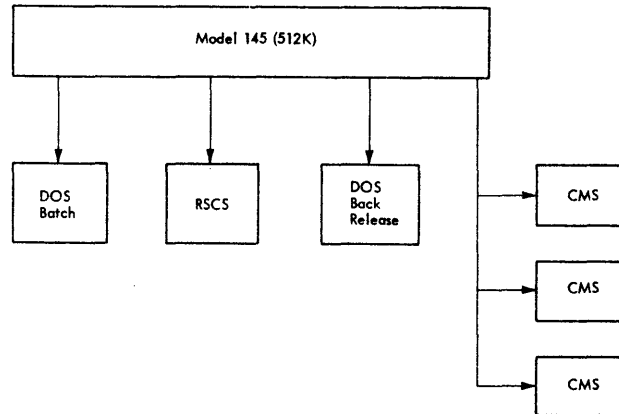 Model 145 (512K)
DOS
Batch
RSCS
DOS
Back
Release
CMS
CMS
CMS